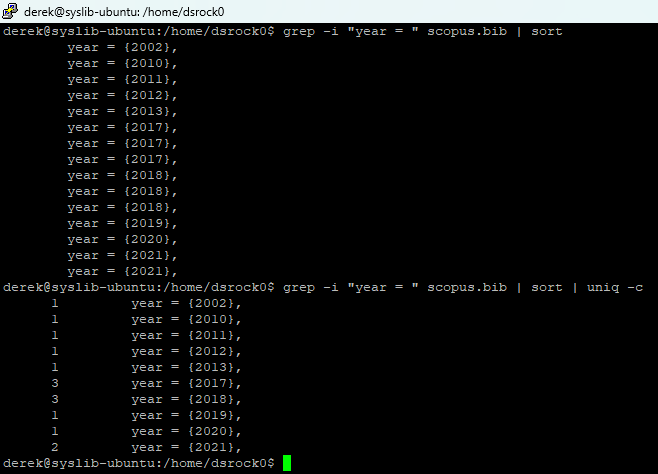 derek@syslib-ubuntu: /home/dsrock0
derek@syslib-ubuntu:/home/dsrock0$ grep -i "year = " scopus.bib | sort
        year = {2002},
        year = {2010},
        year = {2011},
        year = {2012},
        year = {2013},
        year = {2017},
        year = {2017},
        year = {2017},
        year = {2018},
        year = {2018},
        year = {2018},
        year = {2019},
        year = {2020},
        year = {2021},
        year = {2021},
derek@syslib-ubuntu:/home/dsrock0$ grep -i "year = " scopus.bib | sort | uniq -c
      1         year = {2002},
      1         year = {2010},
      1         year = {2011},
      1         year = {2012},
      1         year = {2013},
      3         year = {2017},
      3         year = {2018},
      1         year = {2019},
      1         year = {2020},
      2         year = {2021},
derek@syslib-ubuntu:/home/dsrock0$